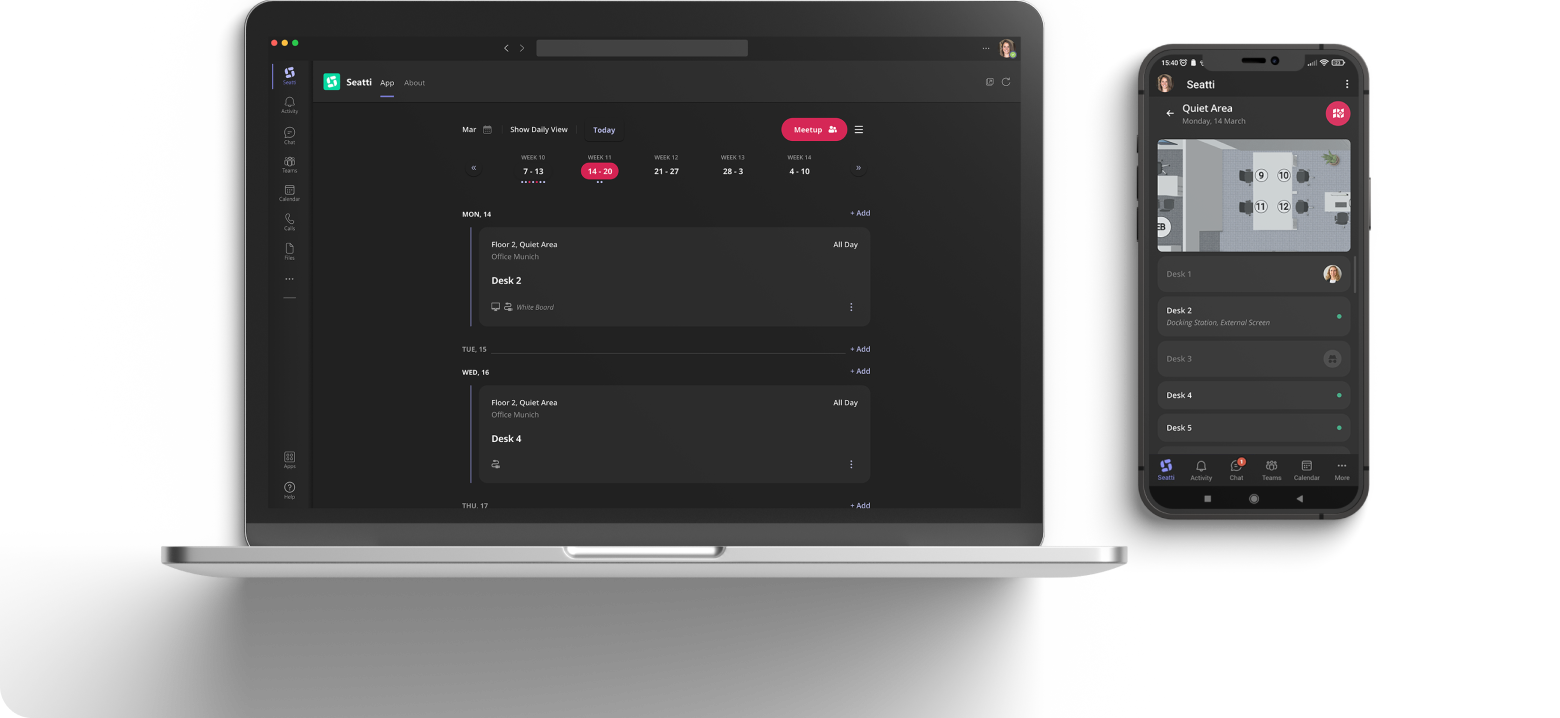 Seatti
Activity
Chat
Teams
Calendar
Calls
Files
Apps
Help
Seatti App About
Mar Show Daily View Today Meetup
WEEK 10 WEEK 11 WEEK 12 WEEK 13 WEEK 14
« 7 - 13 14 - 20 21 - 27 28 - 3 4 - 10 »
MON, 14 + Add
Floor 2, Quiet Area All Day
Office Munich
Desk 2
White Board
TUE, 15 + Add
WED, 16 + Add
Floor 2, Quiet Area All Day
Office Munich
Desk 4
THU, 17 + Add
15:40
Seatti
Quiet Area
Monday, 14 March
9 10
11 12
Desk 1
Desk 2
Docking Station, External Screen
Desk 3
Desk 4
Desk 5
1
Seatti Activity Chat Teams Calendar More